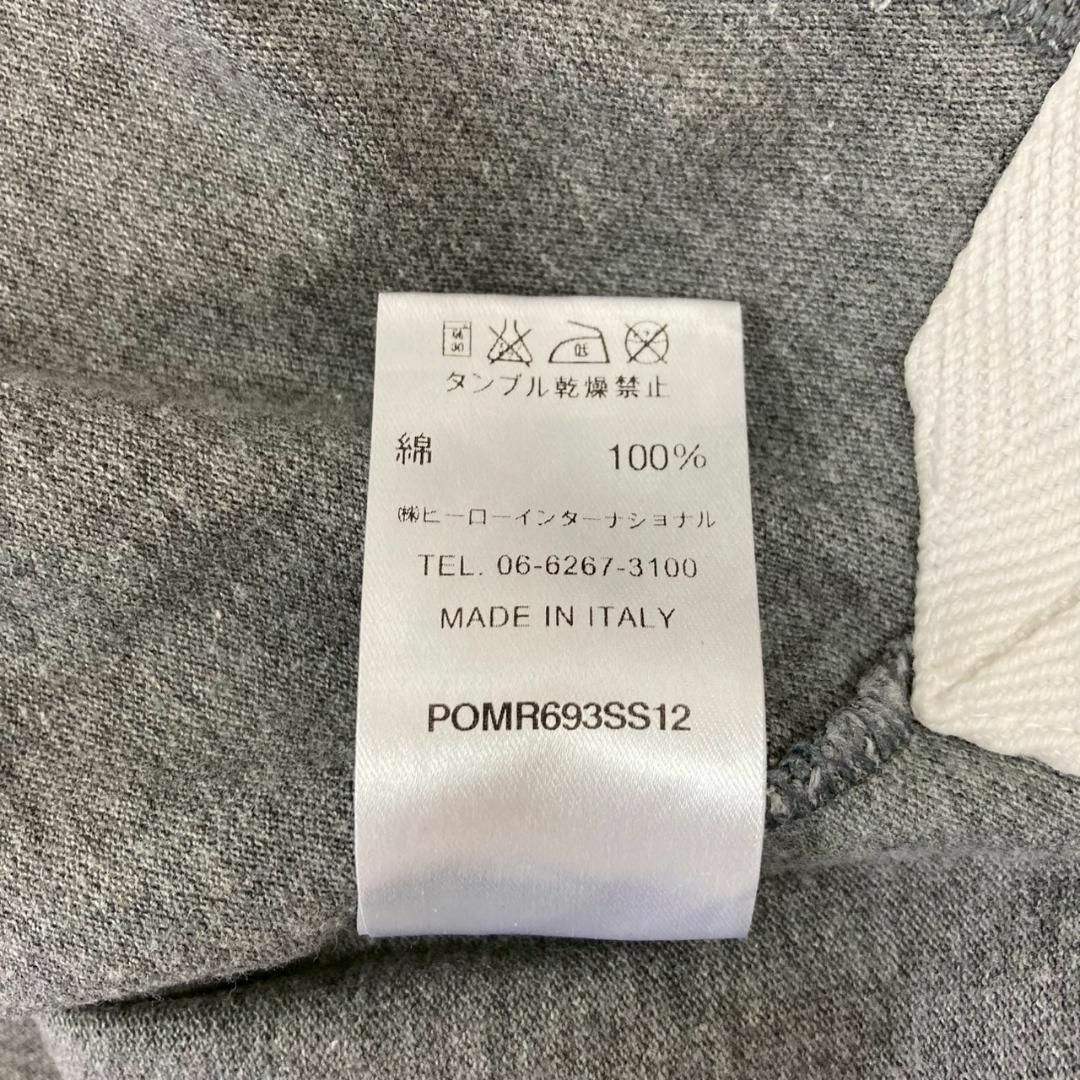 低
タンブル乾燥禁止
綿 100%
㈱ヒーローインターナショナル
TEL. 06-6267-3100
MADE IN ITALY
POMR693SS12